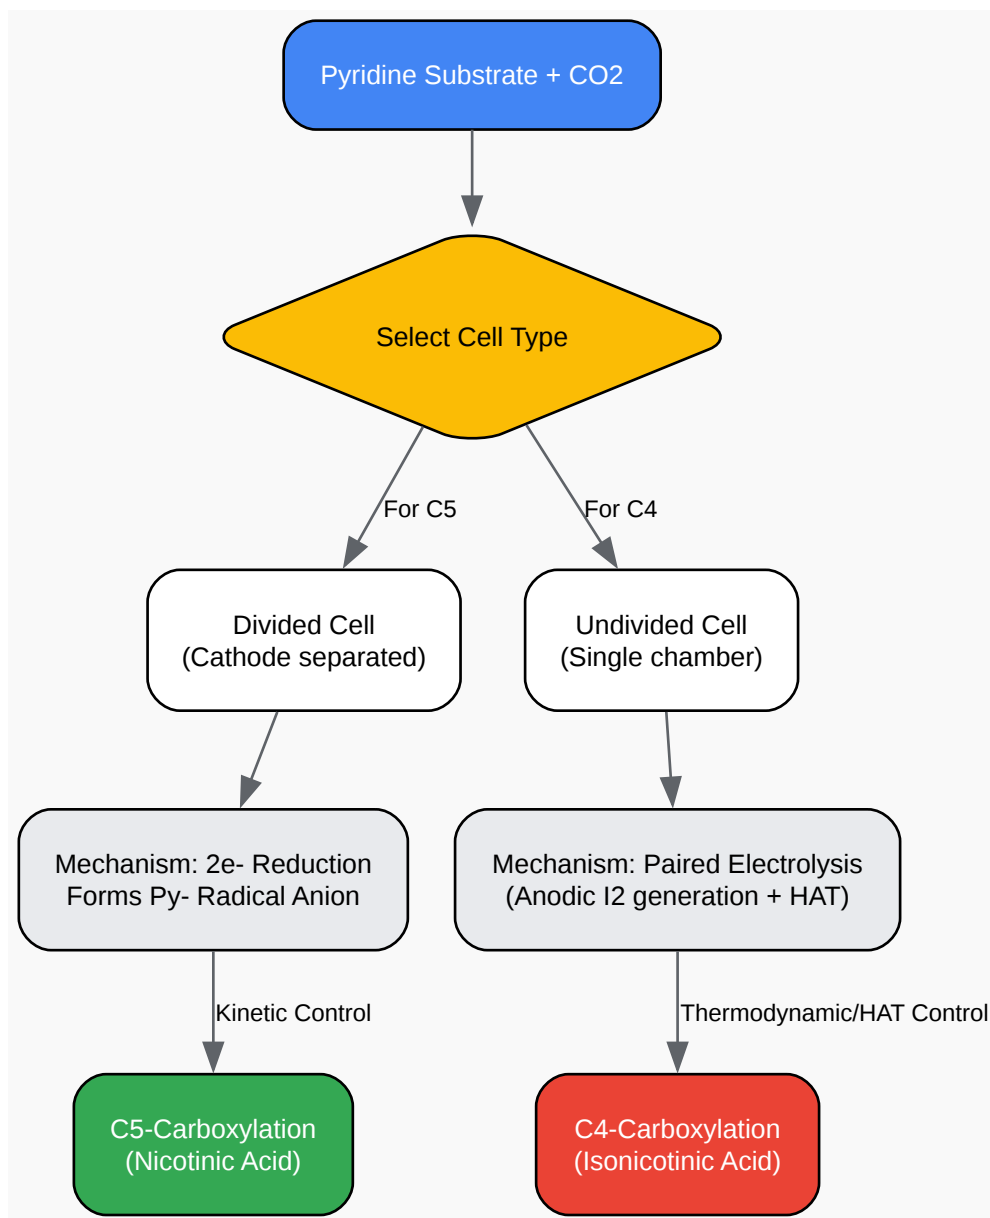 Pyridine Substrate + CO2
Select Cell Type
For C5
For C4
Divided Cell
(Cathode separated)
Undivided Cell
(Single chamber)
Mechanism: 2e- Reduction
Forms Py- Radical Anion
Mechanism: Paired Electrolysis
(Anodic I2 generation + HAT)
Kinetic Control
Thermodynamic/HAT Control
C5-Carboxylation
(Nicotinic Acid)
C4-Carboxylation
(Isonicotinic Acid)